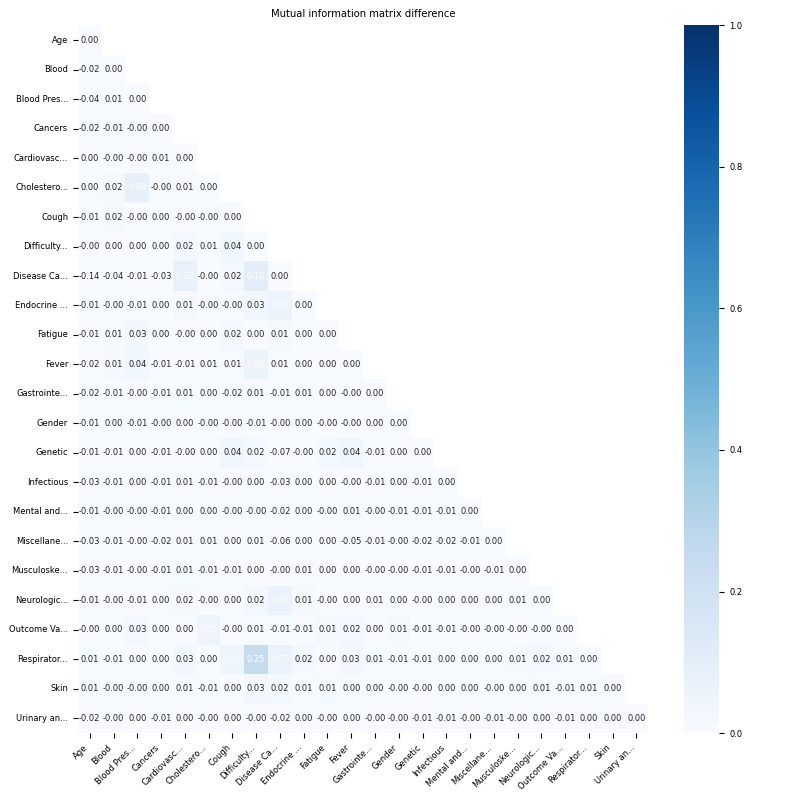 Mutual information matrix difference
Age 0.00
Blood -0.02 0.00
Blood Pres... -0.04 0.01 0.00
Cancers -0.02 -0.01 -0.00 0.00
Cardiovasc... 0.00 -0.00 -0.00 0.01 0.00
Cholestero... 0.00 0.02 -0.00 0.01 0.00
Cough -0.01 0.02 -0.00 0.00 -0.00 -0.00 0.00
Difficulty... -0.00 0.00 0.00 0.00 0.02 0.01 0.04 0.00
Disease Ca... -0.14 -0.04 -0.01 -0.03 -0.00 0.02 0.10 0.00
Endocrine ... -0.01 -0.00 -0.01 0.00 0.01 -0.00 -0.00 0.03 0.00
Fatigue -0.01 0.01 0.03 0.00 -0.00 0.00 0.02 0.00 0.01 0.00 0.00
Fever -0.02 0.01 0.04 -0.01 -0.01 0.01 0.01 0.01 0.00 -0.00 0.00
Gastrointe... -0.02 -0.01 -0.00 -0.01 0.01 0.00 -0.02 0.01 -0.01 0.01 0.00 -0.00 0.00
Gender -0.01 0.00 -0.01 0.00 -0.00 -0.00 -0.00 -0.01 -0.00 -0.00 -0.00 0.00 0.00
Genetic -0.01 -0.01 0.00 -0.01 -0.00 0.00 0.04 0.02 -0.07 -0.00 0.02 0.04 -0.01 0.00 0.00
Infectious -0.03 -0.01 -0.00 -0.01 0.01 -0.01 -0.00 0.00 -0.03 0.00 0.00 -0.01 0.00 -0.00 -0.01 0.00
Mental and... -0.01 -0.00 -0.00 -0.01 0.00 0.00 -0.00 -0.00 -0.02 0.00 -0.00 0.01 -0.00 -0.01 -0.01 -0.01 0.00
Miscellane... -0.03 -0.01 -0.00 -0.02 0.01 0.01 0.00 0.01 -0.06 0.00 0.00 -0.05 -0.01 -0.00 -0.02 -0.02 -0.01 0.00
Musculoske... -0.03 -0.01 -0.00 -0.01 0.01 -0.01 -0.01 0.00 -0.00 0.01 0.00 0.00 -0.00 -0.00 -0.01 -0.01 -0.00 -0.01 0.00
Neurologic... -0.01 -0.00 -0.01 0.00 0.02 -0.00 0.00 0.02 0.01 -0.00 0.00 0.01 -0.00 0.01 0.00 -0.00 0.00 0.01 0.00
Outcome Va... -0.00 0.00 0.03 0.00 0.00 -0.00 0.01 -0.01 -0.01 0.01 0.02 0.00 0.01 -0.01 -0.01 -0.00 -0.00 -0.00 -0.00 0.00
Respirator... 0.01 -0.01 0.00 0.00 0.03 0.00 0.25 0.02 0.00 0.03 0.01 -0.01 -0.01 0.00 0.00 0.00 0.01 0.02 0.01 0.00
Skin 0.01 -0.00 -0.00 0.00 0.01 -0.01 0.00 0.03 0.02 0.01 0.01 0.00 0.00 -0.00 -0.00 0.00 -0.00 0.00 0.00 0.01 -0.01 0.01 0.00
Urinary an... -0.02 -0.00 0.00 -0.01 0.00 0.00 -0.00 -0.00 -0.02 0.00 -0.00 0.00 0.00 -0.00 -0.01 -0.01 -0.00 -0.01 -0.00 0.00 -0.01 0.00 0.00 0.00
Age Blood Blood Pres... Cancers Cardiovasc... Cholestero... Cough Difficulty... Disease Ca... Endocrine ... Fatigue Fever Gastrointe... Gender Genetic Infectious Mental and... Miscellane... Musculoske... Neurologic... Outcome Va... Respirator... Skin Urinary an...
1.0
0.8
0.6
0.4
0.2
0.0